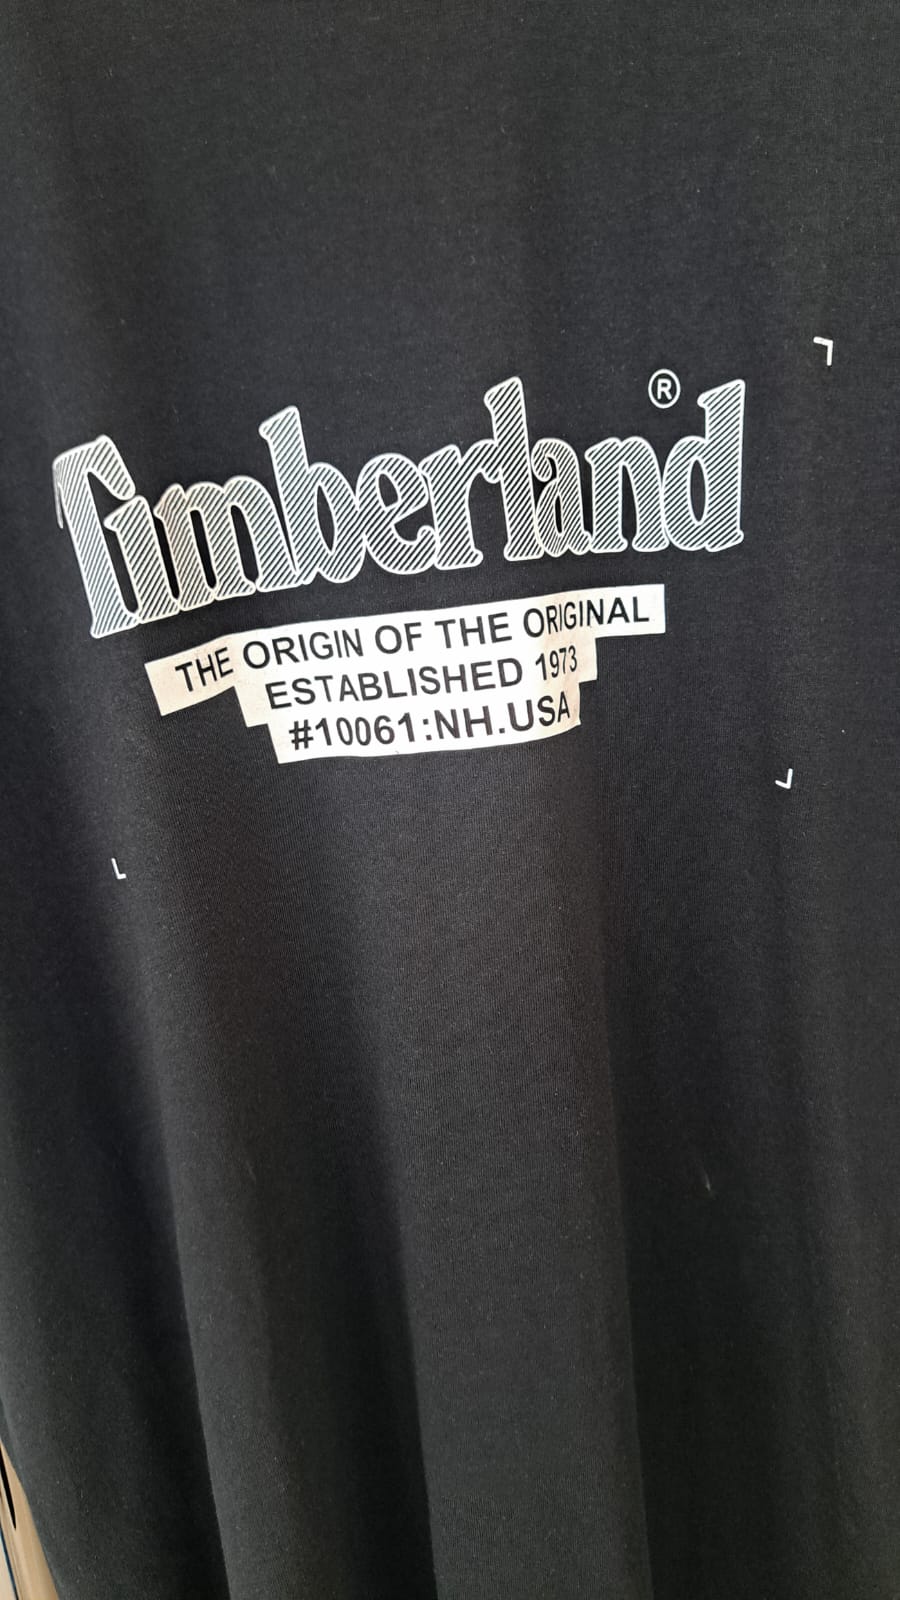 Timberland®
THE ORIGIN OF THE ORIGINAL
ESTABLISHED 1973
#10061:NH.USA